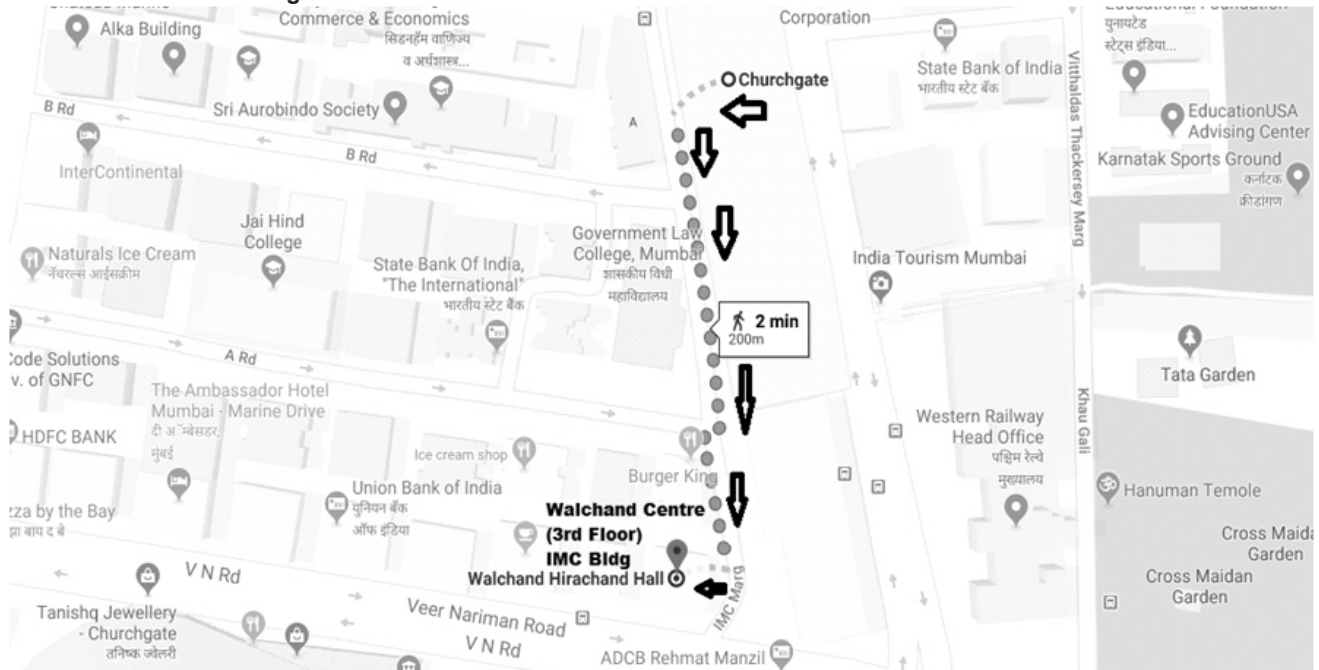 Alka Building
Commerce & Economics
सिडनहॅम वाणिज्य
व अर्थशास्त्र...
Corporation
युनायटेड
स्टेट्स इंडिया...
State Bank of India
भारतीय स्टेट बँक
Churchgate
Vitthaldas Thackersey Marg
Sri Aurobindo Society
A
B Rd
B Rd
EducationUSA
Advising Center
Karnatak Sports Ground
कर्नाटक
क्रीडांगण
InterContinental
Jai Hind
College
Government Law
College, Mumbai
शासकीय विधी
महाविद्यालय
Naturals Ice Cream
नॅचरल्स आईसक्रीम
State Bank Of India,
"The International"
भारतीय स्टेट बँक
India Tourism Mumbai
2 min
200m
A Rd
Code Solutions
v. of GNFC
Tata Garden
The Ambassador Hotel
Mumbai - Marine Drive
दी अॅम्बेसडर,
मुंबई
Khau Gali
HDFC BANK
Western Railway
Head Office
पश्चिम रेल्वे
मुख्यालय
Ice cream shop
Burger King
Union Bank of India
युनियन बँक
ऑफ इंडिया
Hanuman Temole
zza by the Bay
झा बाय द बे
Walchand Centre
(3rd Floor)
IMC Bldg
Walchand Hirachand Hall
Cross Maida
Garden
Cross Maidan
Garden
V N Rd
IMC Marg
Veer Nariman Road
V N Rd
Tanishq Jewellery
- Churchgate
तनिष्क ज्वेलरी
ADCB Rehmat Manzil